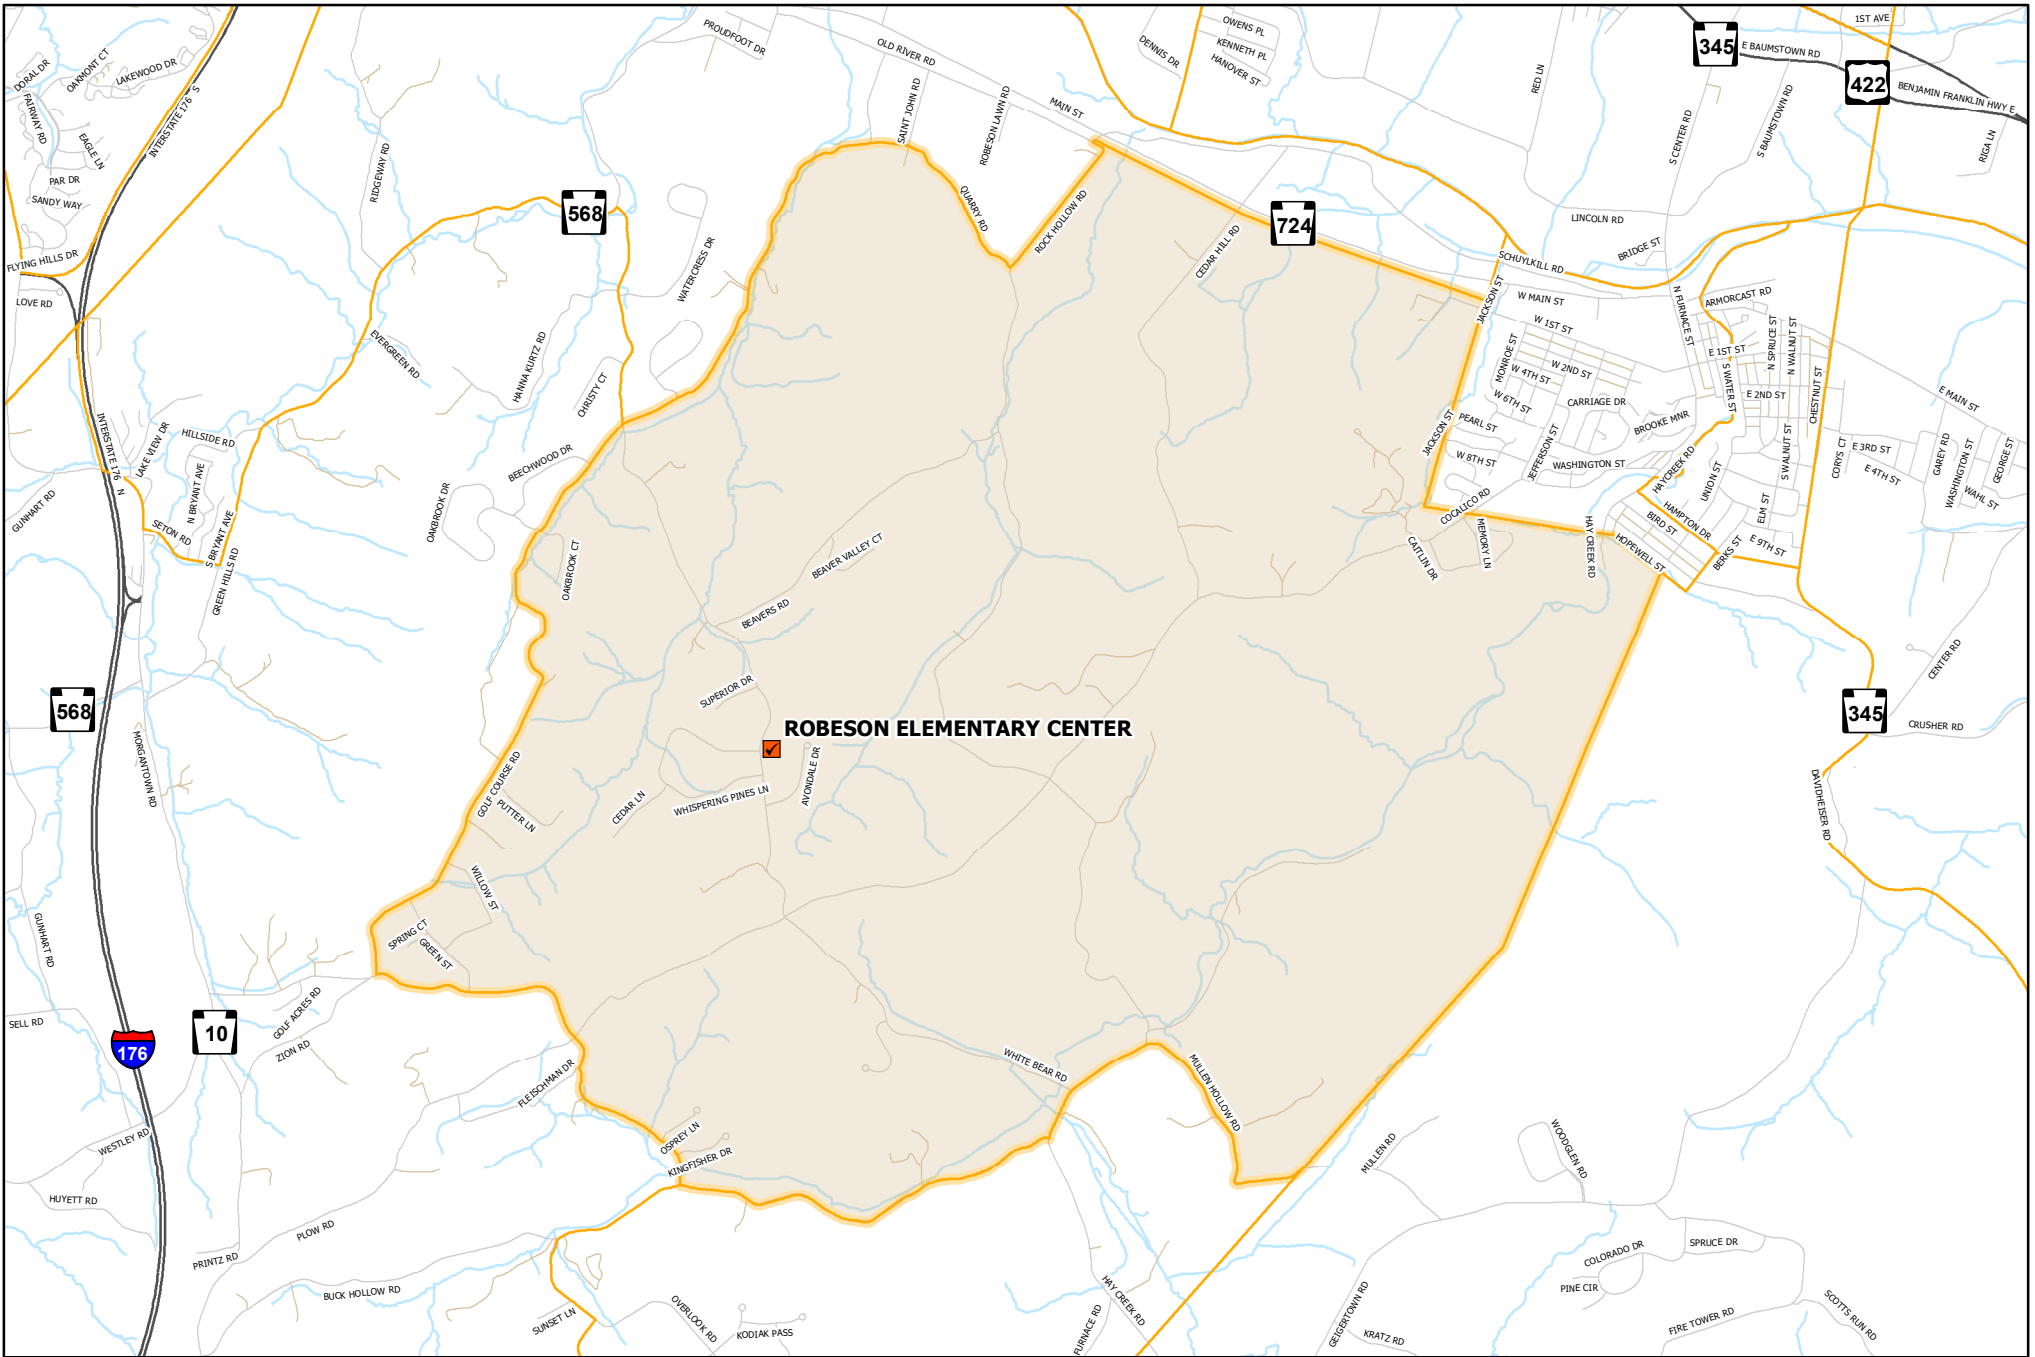 PROUDFOOT DR
OLD RIVER RD
OWENS PL
KENNETH PL
HANOVER ST
DENNIS DR
345
E BAUMSTOWN RD
1ST AVE
422
BENJAMIN FRANKLIN HWY E
DORAL DR
OAKMONT CT
LAKEWOOD DR
FAIRWAY RD
EAGLE LN
INTERSTATE 176 S
PAR DR
SANDY WAY
FLYING HILLS DR
LOVE RD
RIDGEWAY RD
SAINT JOHN RD
ROBESON LAWN RD
MAIN ST
RED LN
S CENTER RD
S BAUMSTOWN RD
RIGA LN
568
QUARRY RD
ROCK HOLLOW RD
CEDAR HILL RD
724
LINCOLN RD
BRIDGE ST
SCHUYLKILL RD
WATERCRESS DR
JACKSON ST
W MAIN ST
N FURNACE ST
ARMORCAST RD
EVERGREEN RD
HANNA KURTZ RD
CHRISTY CT
W 1ST ST
MONROE ST
W 2ND ST
W 4TH ST
W 6TH ST
CARRIAGE DR
E 1ST ST
N SPRUCE ST
N WALNUT ST
S WATER ST
E 2ND ST
CHESTNUT ST
E MAIN ST
INTERSTATE 176 N
LAKE VIEW DR
HILLSIDE RD
N BRYANT AVE
BEECHWOOD DR
OAKBROOK DR
JACKSON ST
PEARL ST
W 8TH ST
JEFFERSON ST
WASHINGTON ST
BROOKE MNR
HAYCREEK RD
UNION ST
S WALNUT ST
CORYS CT
E 3RD ST
E 4TH ST
GAREY RD
WASHINGTON ST
GEORGE ST
WAHL ST
GUNHART RD
SETON RD
S BRYANT AVE
GREEN HILLS RD
OAKBROOK CT
BEAVER VALLEY CT
BEAVERS RD
COCALICO RD
MEMORY LN
CAITLIN DR
HAY CREEK RD
HAMPTON DR
BIRD ST
HOPEWELL ST
BERKS ST
ELM ST
E 9TH ST
CENTER RD
568
SUPERIOR DR
ROBESON ELEMENTARY CENTER
345
CRUSHER RD
MORGANTOWN RD
GOLF COURSE RD
PUTTER LN
CEDAR LN
WHISPERING PINES LN
AVONDALE DR
DAVIDHEISER RD
WILLOW ST
SPRING CT
GREEN ST
GUNHART RD
SELL RD
176
10
GOLF ACRES RD
ZION RD
FLEISCHMAN DR
WHITE BEAR RD
MULLEN HOLLOW RD
OSPREY LN
KINGFISHER DR
WESTLEY RD
HUYETT RD
MULLEN RD
WOODGLEN RD
PLOW RD
PRINTZ RD
BUCK HOLLOW RD
SUNSET LN
OVERLOOK RD
KODIAK PASS
HAY CREEK RD
FURNACE RD
GEIGERTOWN RD
KRATZ RD
COLORADO DR
SPRUCE DR
PINE CIR
FIRE TOWER RD
SCOTTS RUN RD